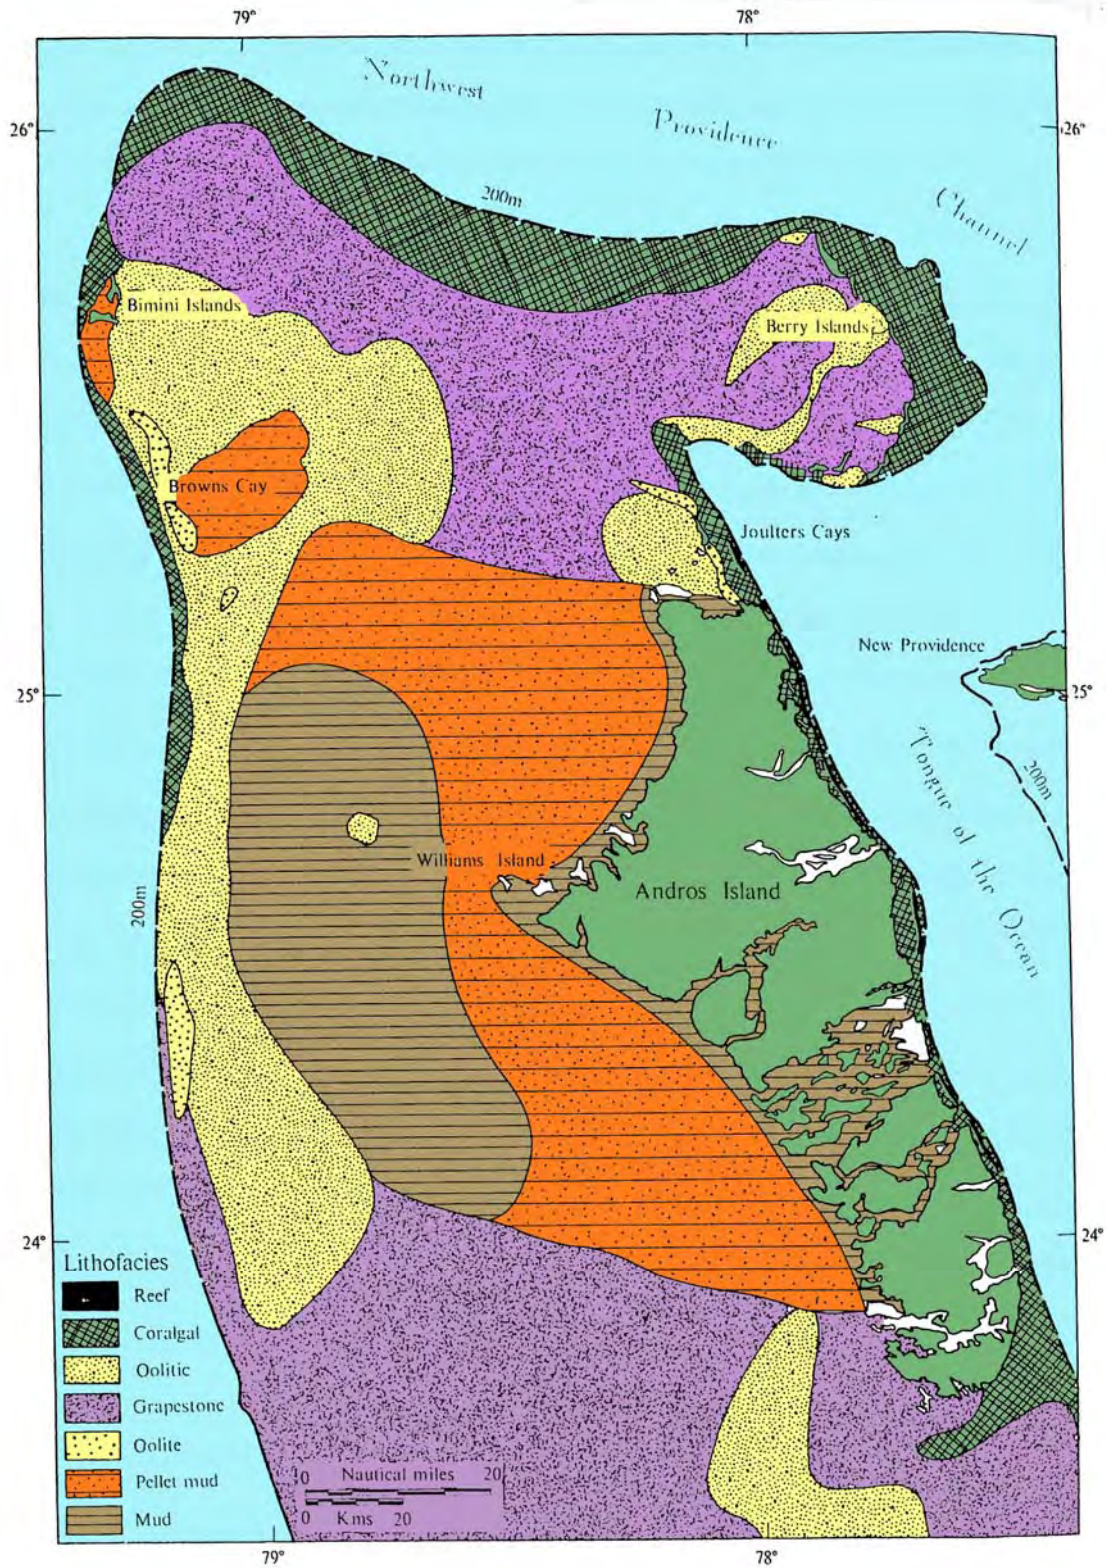 79°
78°
Northwest
Providence
Channel
26°
26°
200m
Bimini Islands
Berry Islands
Browns Cay
Joulters Cays
New Providence
25°
25°
Tongue of the Ocean
200m
Williams Island
Andros Island
200m
24°
24°
Lithofacies
Reef
Coralgal
Oolitic
Grapestone
Oolite
Pellet mud
Mud
0 Nautical miles 20
0 Kms 20
79°
78°